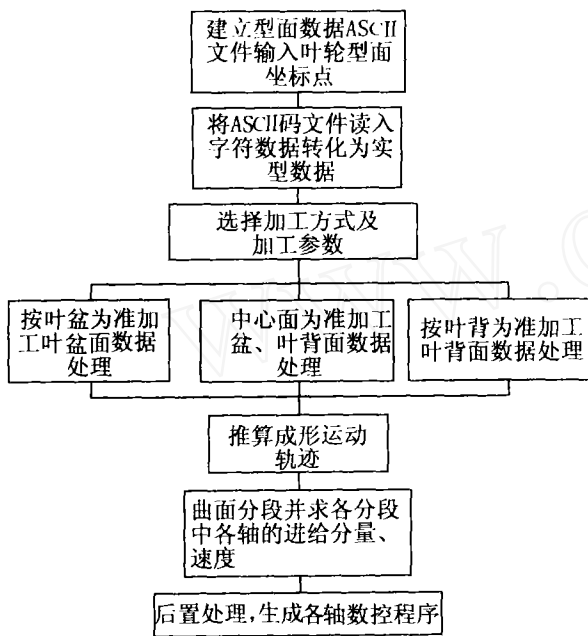 建立型面数据ASCII
文件输入叶轮型面
坐标点
将ASCII码文件读入
字符数据转化为实
型数据
选择加工方式及
加工参数
按叶盆为准加
工叶盆面数据
处理
中心面为准加工
盆、叶背面数据
处理
按叶背为准加工
叶背面数据处理
推算成形运动
轨迹
曲面分段并求各分段
中各轴的进给分量、
速度
后置处理,生成各轴数控程序